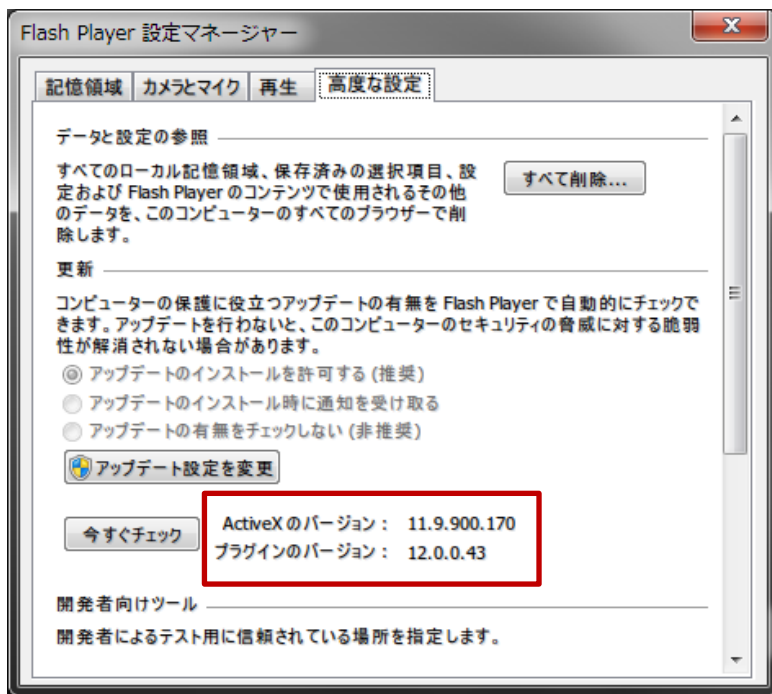 Flash Player 設定マネージャー
記憶領域 カメラとマイク 再生 高度な設定
データと設定の参照
すべてのローカル記憶領域、保存済みの選択項目、設
定および Flash Player のコンテンツで使用されるその他
のデータを、このコンピューターのすべてのブラウザーで削
除します。
すべて削除...
更新
コンピューターの保護に役立つアップデートの有無を Flash Player で自動的にチェックで
きます。アップデートを行わないと、このコンピューターのセキュリティの脅威に対する脆弱
性が解消されない場合があります。
アップデートのインストールを許可する (推奨)
アップデートのインストール時に通知を受け取る
アップデートの有無をチェックしない (非推奨)
アップデート設定を変更
今すぐチェック
ActiveX のバージョン： 11.9.900.170
プラグインのバージョン： 12.0.0.43
開発者向けツール
開発者によるテスト用に信頼されている場所を指定します。